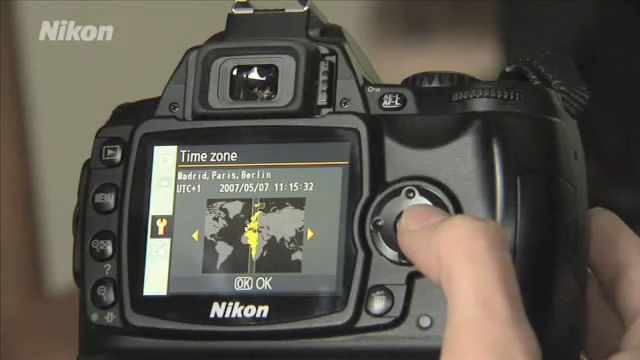 Nikon
AE-L
AF-L
Time zone
Madrid, Paris, Berlin
UTC+1 2007/05/07 11:15:32
MENU
?
OK OK
Nikon